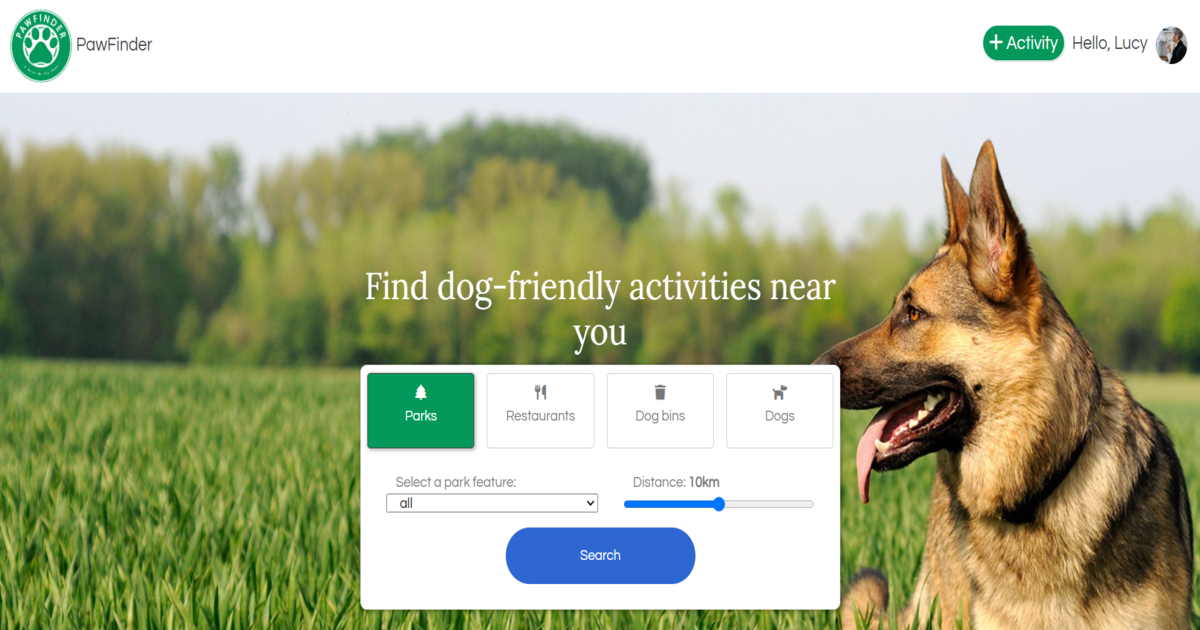 PAWFINDER
PawFinder
+ Activity
Hello, Lucy
Find dog-friendly activities near
you
Parks
Restaurants
Dog bins
Dogs
Select a park feature:
Distance: 10km
all
Search